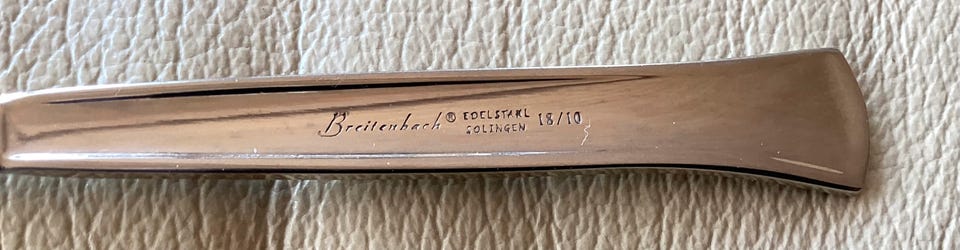 Breitenbach® EDELSTAHL 18/10
SOLINGEN